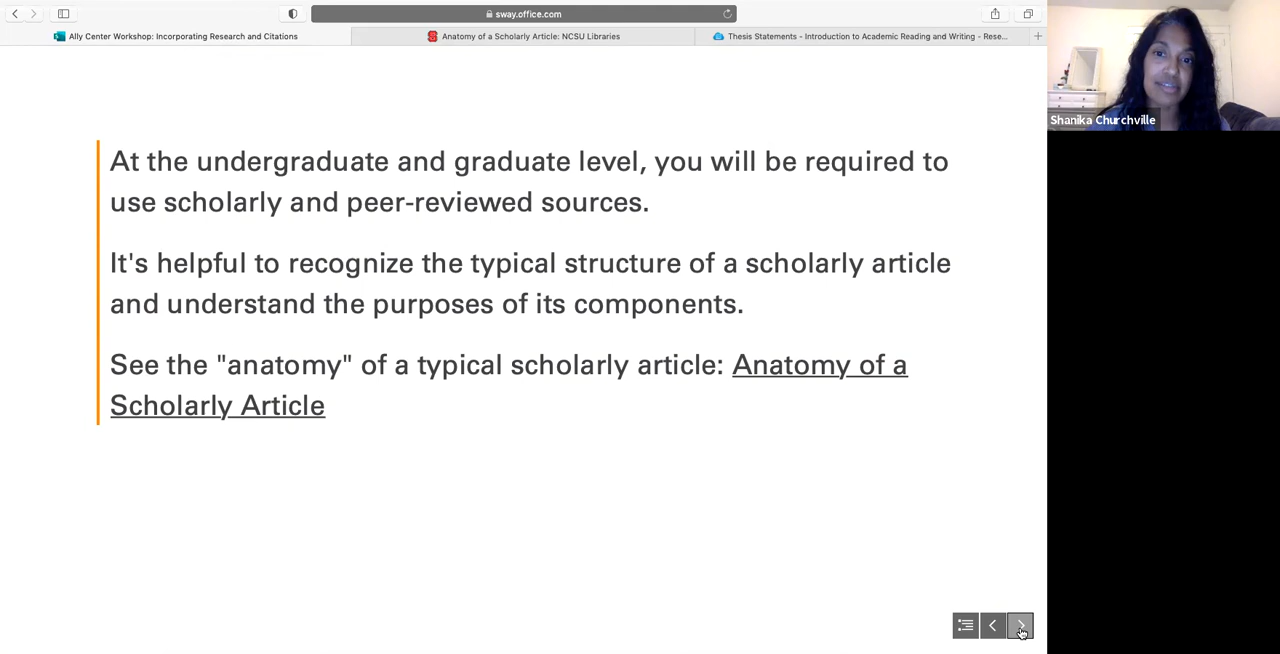 sway.office.com
Ally Center Workshop: Incorporating Research and Citations
Anatomy of a Scholarly Article: NCSU Libraries
Thesis Statements - Introduction to Academic Reading and Writing - Rese...
Shanika Churchville
At the undergraduate and graduate level, you will be required to
use scholarly and peer-reviewed sources.
It's helpful to recognize the typical structure of a scholarly article
and understand the purposes of its components.
See the "anatomy" of a typical scholarly article: Anatomy of a
Scholarly Article